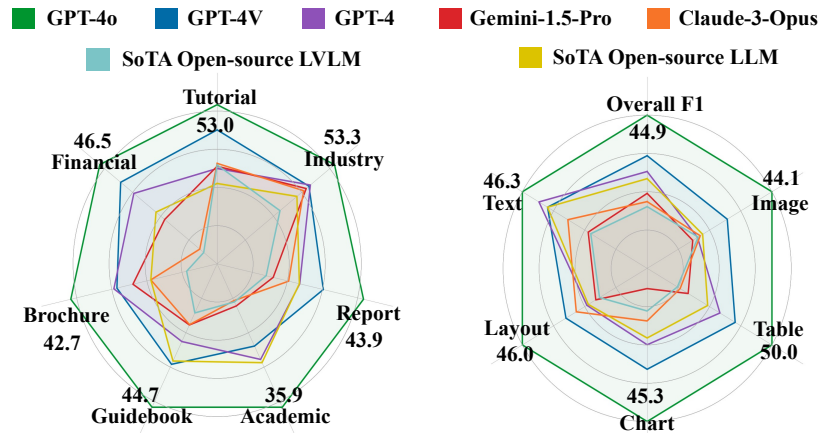 GPT-4o GPT-4V GPT-4 Gemini-1.5-Pro Claude-3-Opus
SoTA Open-source LVLM SoTA Open-source LLM
Tutorial
53.0
53.3
Industry
Report
43.9
35.9
Academic
44.7
Guidebook
Brochure
42.7
46.5
Financial
Overall F1
44.9
44.1
Image
Table
50.0
45.3
Chart
Layout
46.0
46.3
Text